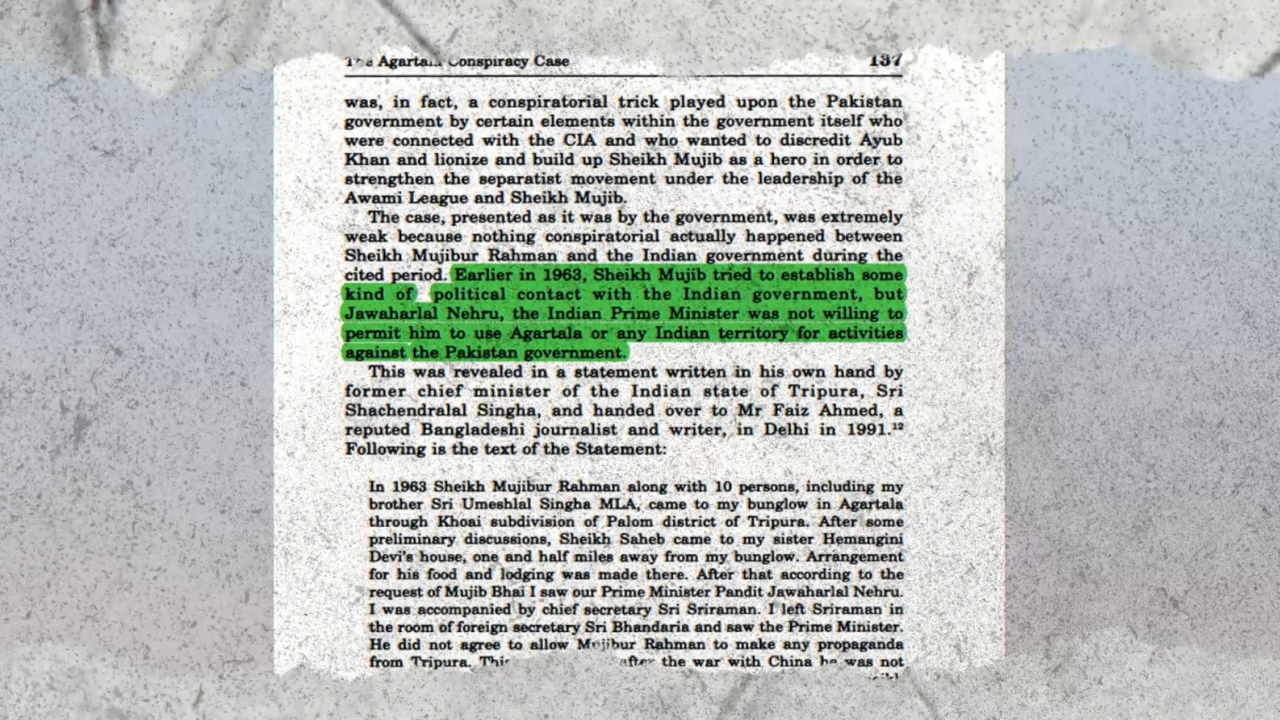 Agarta Conspiracy Case 137
was, in fact, a conspiratorial trick played upon the Pakistan
government by certain elements within the government itself who
were connected with the CIA and who wanted to discredit Ayub
Khan and lionize and build up Sheikh Mujib as a hero in order to
strengthen the separatist movement under the leadership of the
Awami League and Sheikh Mujib.
The case, presented as it was by the government, was extremely
weak because nothing conspiratorial actually happened between
Sheikh Mujibur Rahman and the Indian government during the
cited period. Earlier in 1963, Sheikh Mujib tried to establish some
kind of political contact with the Indian government, but
Jawaharlal Nehru, the Indian Prime Minister was not willing to
permit him to use Agartala or any Indian territory for activities
against the Pakistan government.
This was revealed in a statement written in his own hand by
former chief minister of the Indian state of Tripura, Sri
Shachendralal Singha, and handed over to Mr Faiz Ahmed, a
reputed Bangladeshi journalist and writer, in Delhi in 1991.¹²
Following is the text of the Statement:
In 1963 Sheikh Mujibur Rahman along with 10 persons, including my
brother Sri Umeshlal Singha MLA, came to my bunglow in Agartala
through Khoai subdivision of Palom district of Tripura. After some
preliminary discussions, Sheikh Saheb came to my sister Hemangini
Devi's house, one and half miles away from my bunglow. Arrangement
for his food and lodging was made there. After that according to the
request of Mujib Bhai I saw our Prime Minister Pandit Jawaharlal Nehru.
I was accompanied by chief secretary Sri Sriraman. I left Sriraman in
the room of foreign secretary Sri Bhandaria and saw the Prime Minister.
He did not agree to allow Mujibur Rahman to make any propaganda
from Tripura. after the war with China he was not